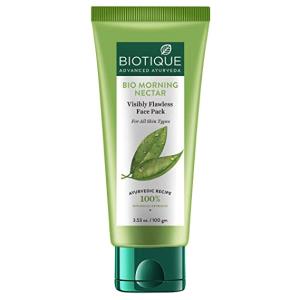 BIOTIQUE
ADVANCED AYURVEDA
BIO MORNING
NECTAR
Visibly Flawless
Face Pack
For All Skin Types
AYURVEDIC RECIPE
100%
3.53 oz. / 100 gm